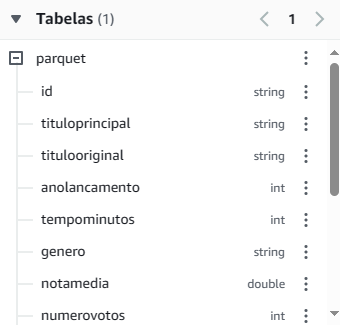 Tabelas (1) 1
parquet
id string
tituloprincipal string
titulooriginal string
anolancamento int
tempominutos int
genero string
notamedia double
numerovotos int